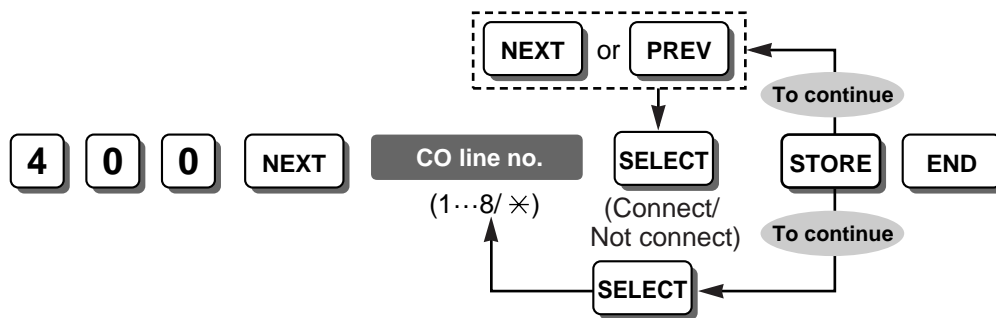 NEXT or PREV
To continue
4 0 0 NEXT CO line no. SELECT STORE END
(1···8/ ✳)
(Connect/
Not connect)
To continue
SELECT